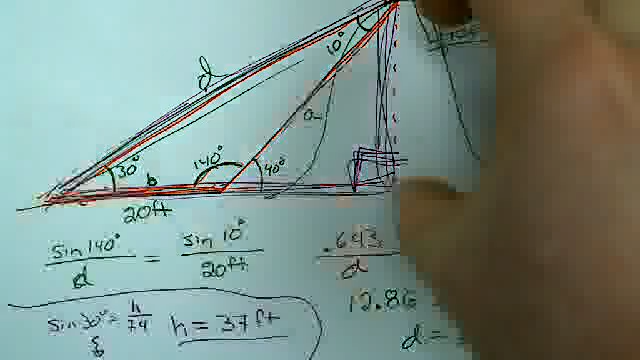 d
10°
a
30°
b
140°
40°
20ft
sin 140° / d = sin 10° / 20ft
.643 / d
12.86
sin 30° = h / 74
h = 37 ft
d =